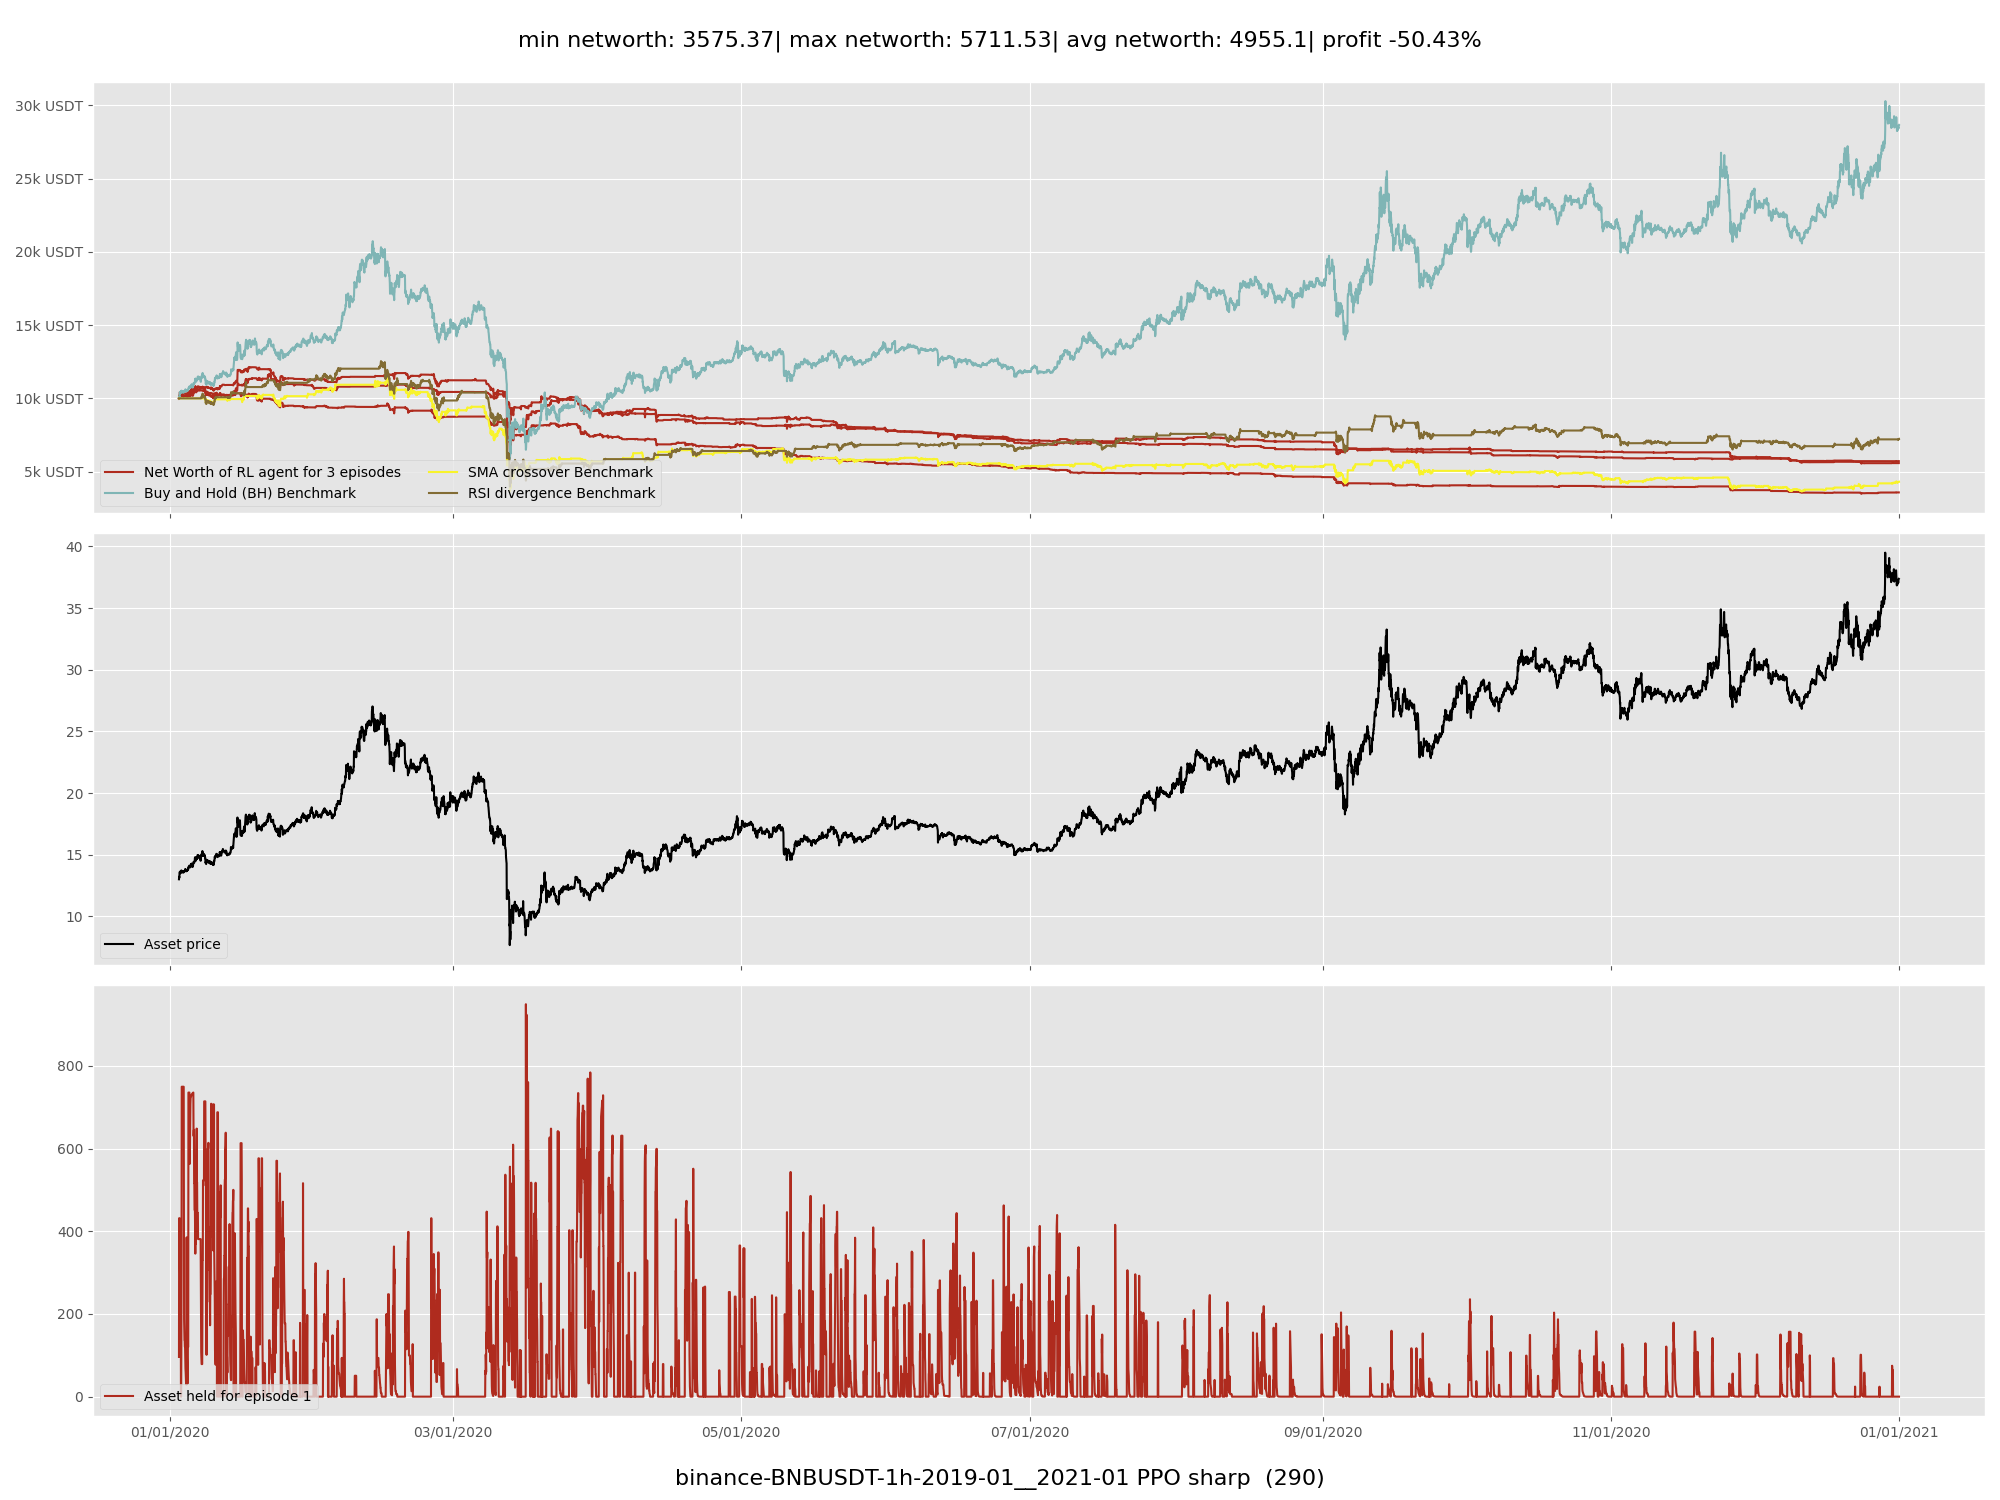 min networth: 3575.37| max networth: 5711.53| avg networth: 4955.1| profit -50.43%
30k USDT
25k USDT
20k USDT
15k USDT
10k USDT
5k USDT
Net Worth of RL agent for 3 episodes
Buy and Hold (BH) Benchmark
SMA crossover Benchmark
RSI divergence Benchmark
40
35
30
25
20
15
10
Asset price
800
600
400
200
0
Asset held for episode 1
01/01/2020 03/01/2020 05/01/2020 07/01/2020 09/01/2020 11/01/2020 01/01/2021
binance-BNBUSDT-1h-2019-01__2021-01 PPO sharp (290)